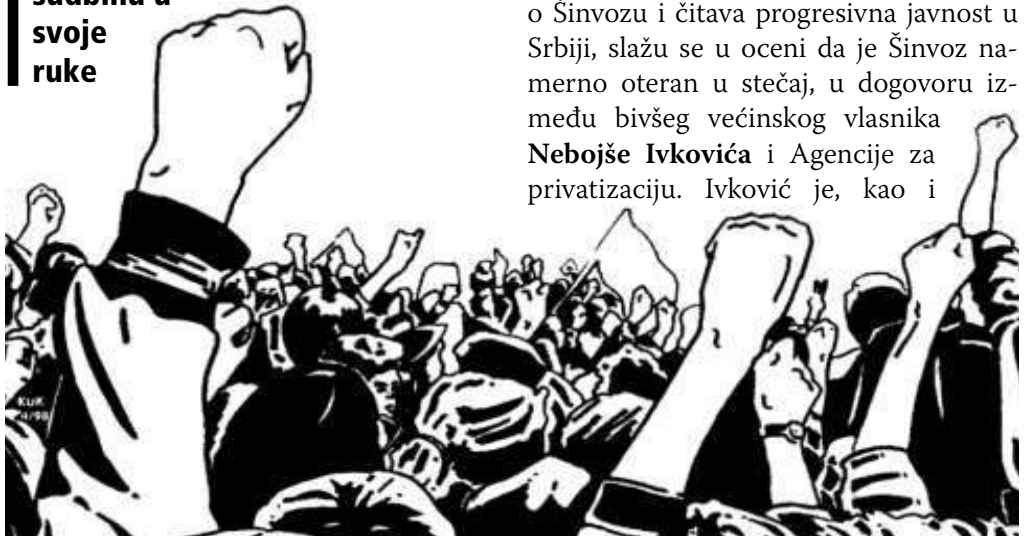 svoje
ruke
o Šinvozu i čitava progresivna javnost u
Srbiji, slažu se u oceni da je Šinvoz na-
merno oteran u stečaj, u dogovoru iz-
među bivšeg većinskog vlasnika
Nebojše Ivkovića i Agencije za
privatizaciju. Ivković je, kao i
KUK
4/98